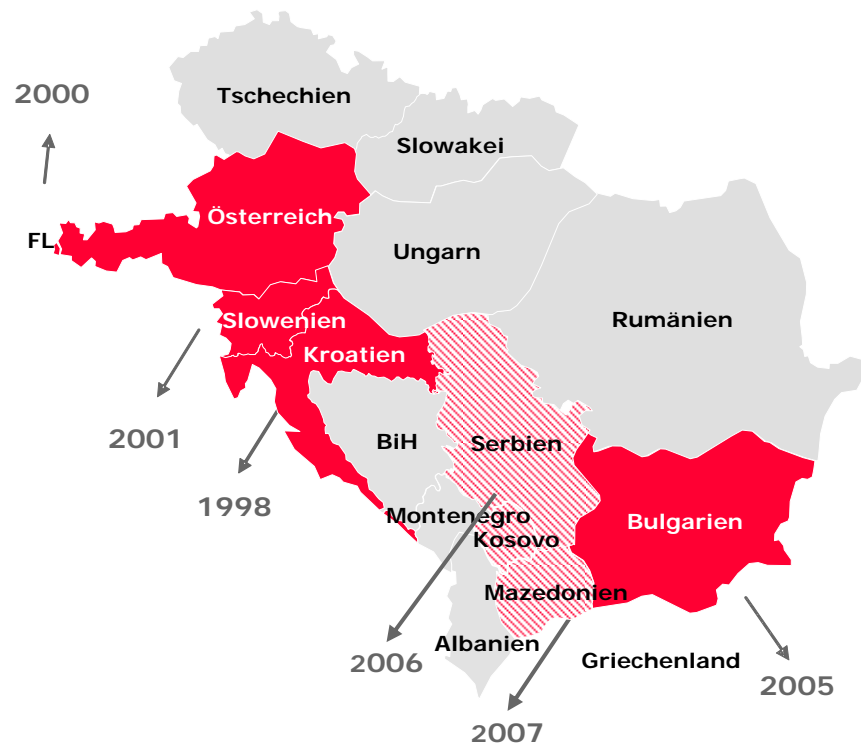 2000
Tschechien
Slowakei
Österreich
FL
Ungarn
Slowenien
Rumänien
Kroatien
2001
BiH
Serbien
1998
Montenegro
Bulgarien
Kosovo
Mazedonien
Albanien
2006
Griechenland
2005
2007